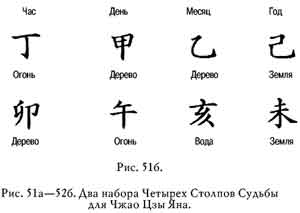 Час День Месяц Год
丁 甲 乙 己
Огонь Дерево Дерево Земля
卯 午 亥 未
Дерево Огонь Вода Земля
Рис. 51б.
Рис. 51а—52б. Два набора Четырех Столпов Судьбы
для Чжао Цзы Яна.